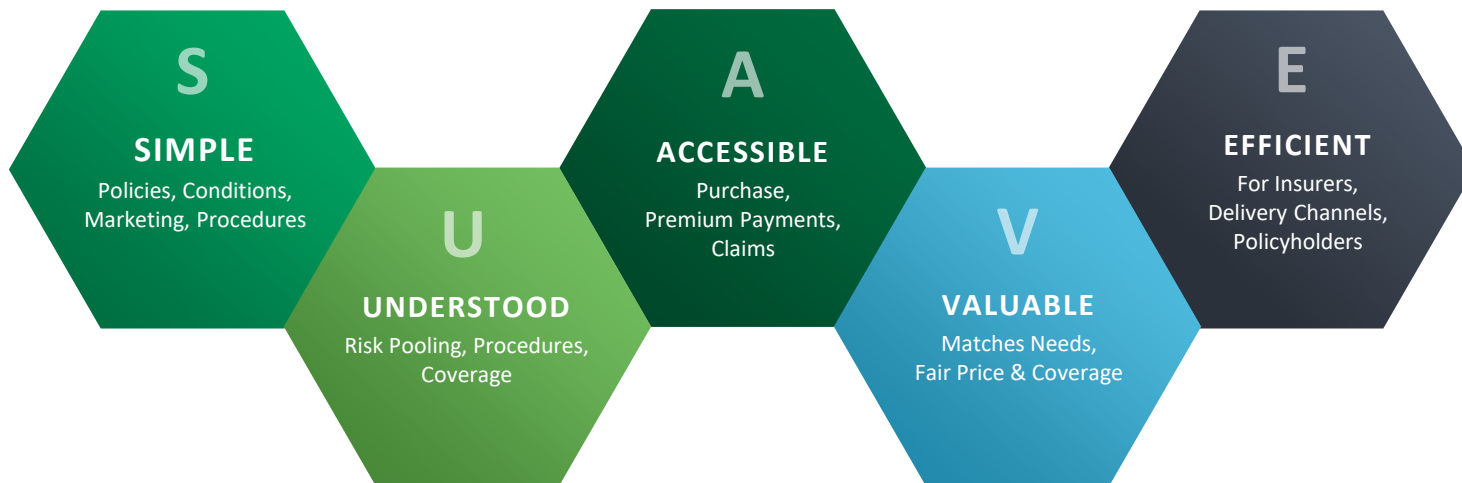 S
SIMPLE
Policies, Conditions,
Marketing, Procedures
U
UNDERSTOOD
Risk Pooling, Procedures,
Coverage
A
ACCESSIBLE
Purchase,
Premium Payments,
Claims
V
VALUABLE
Matches Needs,
Fair Price & Coverage
E
EFFICIENT
For Insurers,
Delivery Channels,
Policyholders